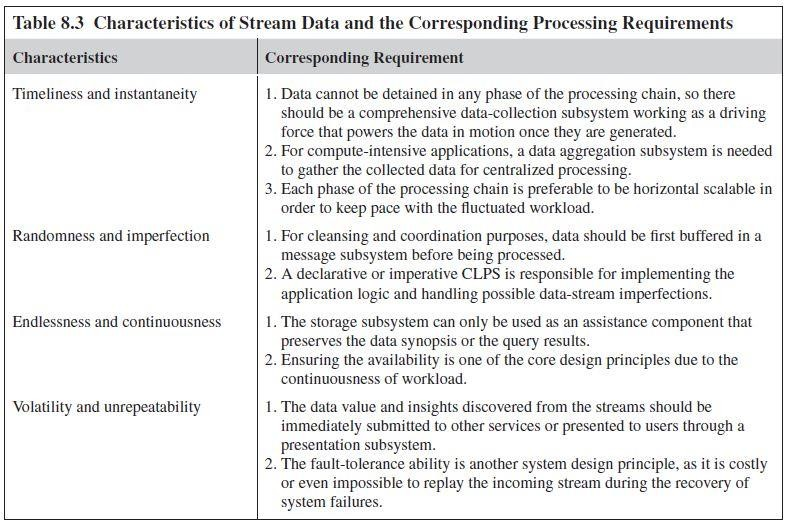 Table 8.3 Characteristics of Stream Data and the Corresponding Processing Requirements
Characteristics
Corresponding Requirement
Timeliness and instantaneity
1. Data cannot be detained in any phase of the processing chain, so there
should be a comprehensive data-collection subsystem working as a driving
force that powers the data in motion once they are generated.
2. For compute-intensive applications, a data aggregation subsystem is needed
to gather the collected data for centralized processing.
3. Each phase of the processing chain is preferable to be horizontal scalable in
order to keep pace with the fluctuated workload.
Randomness and imperfection
1. For cleansing and coordination purposes, data should be first buffered in a
message subsystem before being processed.
2. A declarative or imperative CLPS is responsible for implementing the
application logic and handling possible data-stream imperfections.
Endlessness and continuousness
1. The storage subsystem can only be used as an assistance component that
preserves the data synopsis or the query results.
2. Ensuring the availability is one of the core design principles due to the
continuousness of workload.
Volatility and unrepeatability
1. The data value and insights discovered from the streams should be
immediately submitted to other services or presented to users through a
presentation subsystem.
2. The fault-tolerance ability is another system design principle, as it is costly
or even impossible to replay the incoming stream during the recovery of
system failures.